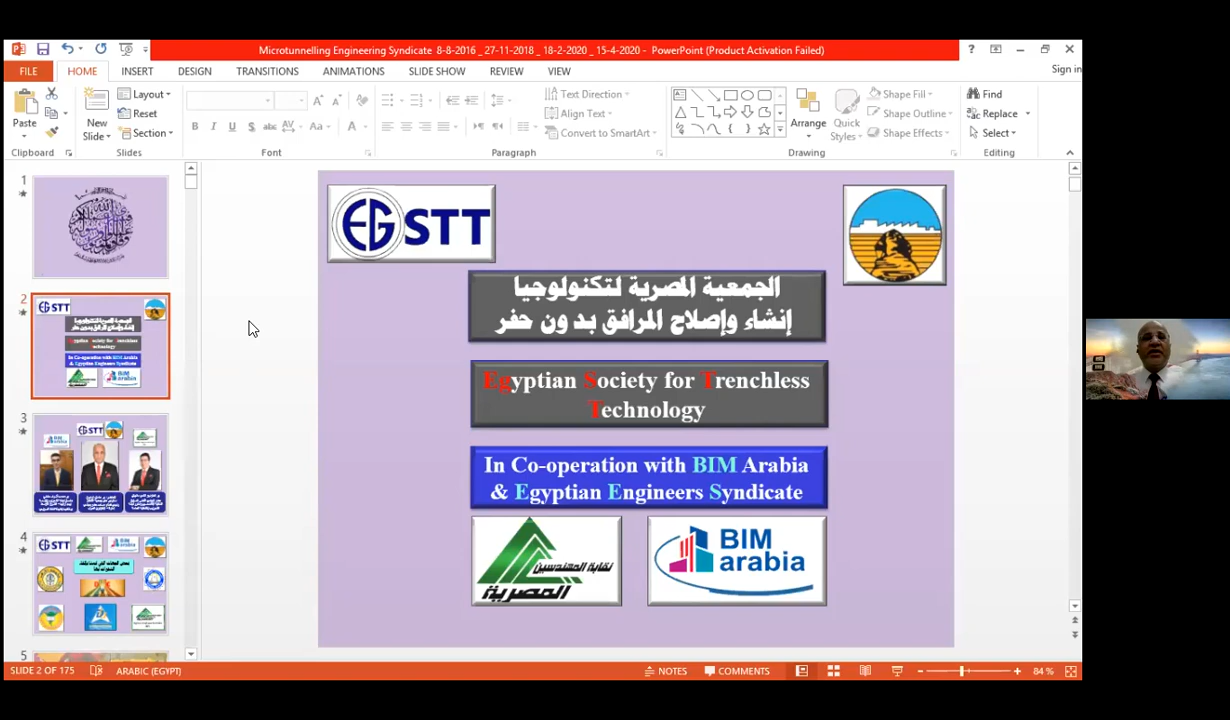 Microtunnelling Engineering Syndicate 8-8-2016 _ 27-11-2018 _ 18-2-2020 _ 15-4-2020 - PowerPoint (Product Activation Failed)
Sign in
FILE HOME INSERT DESIGN TRANSITIONS ANIMATIONS SLIDE SHOW REVIEW VIEW
Paste
New Slide
Layout
Reset
Section
Text Direction
Align Text
Convert to SmartArt
Arrange
Quick Styles
Shape Fill
Shape Outline
Shape Effects
Find
Replace
Select
Clipboard Slides Font Paragraph Drawing Editing
1
2
3
4
5
EGSTT
الجمعية المصرية لتكنولوجيا
إنشاء وإصلاح المرافق بدون حفر
Egyptian Society for Trenchless
Technology
In Co-operation with BIM Arabia
& Egyptian Engineers Syndicate
نقابة المهندسين
المصرية
BIM
arabia
SLIDE 2 OF 175 ARABIC (EGYPT) NOTES COMMENTS 84 %